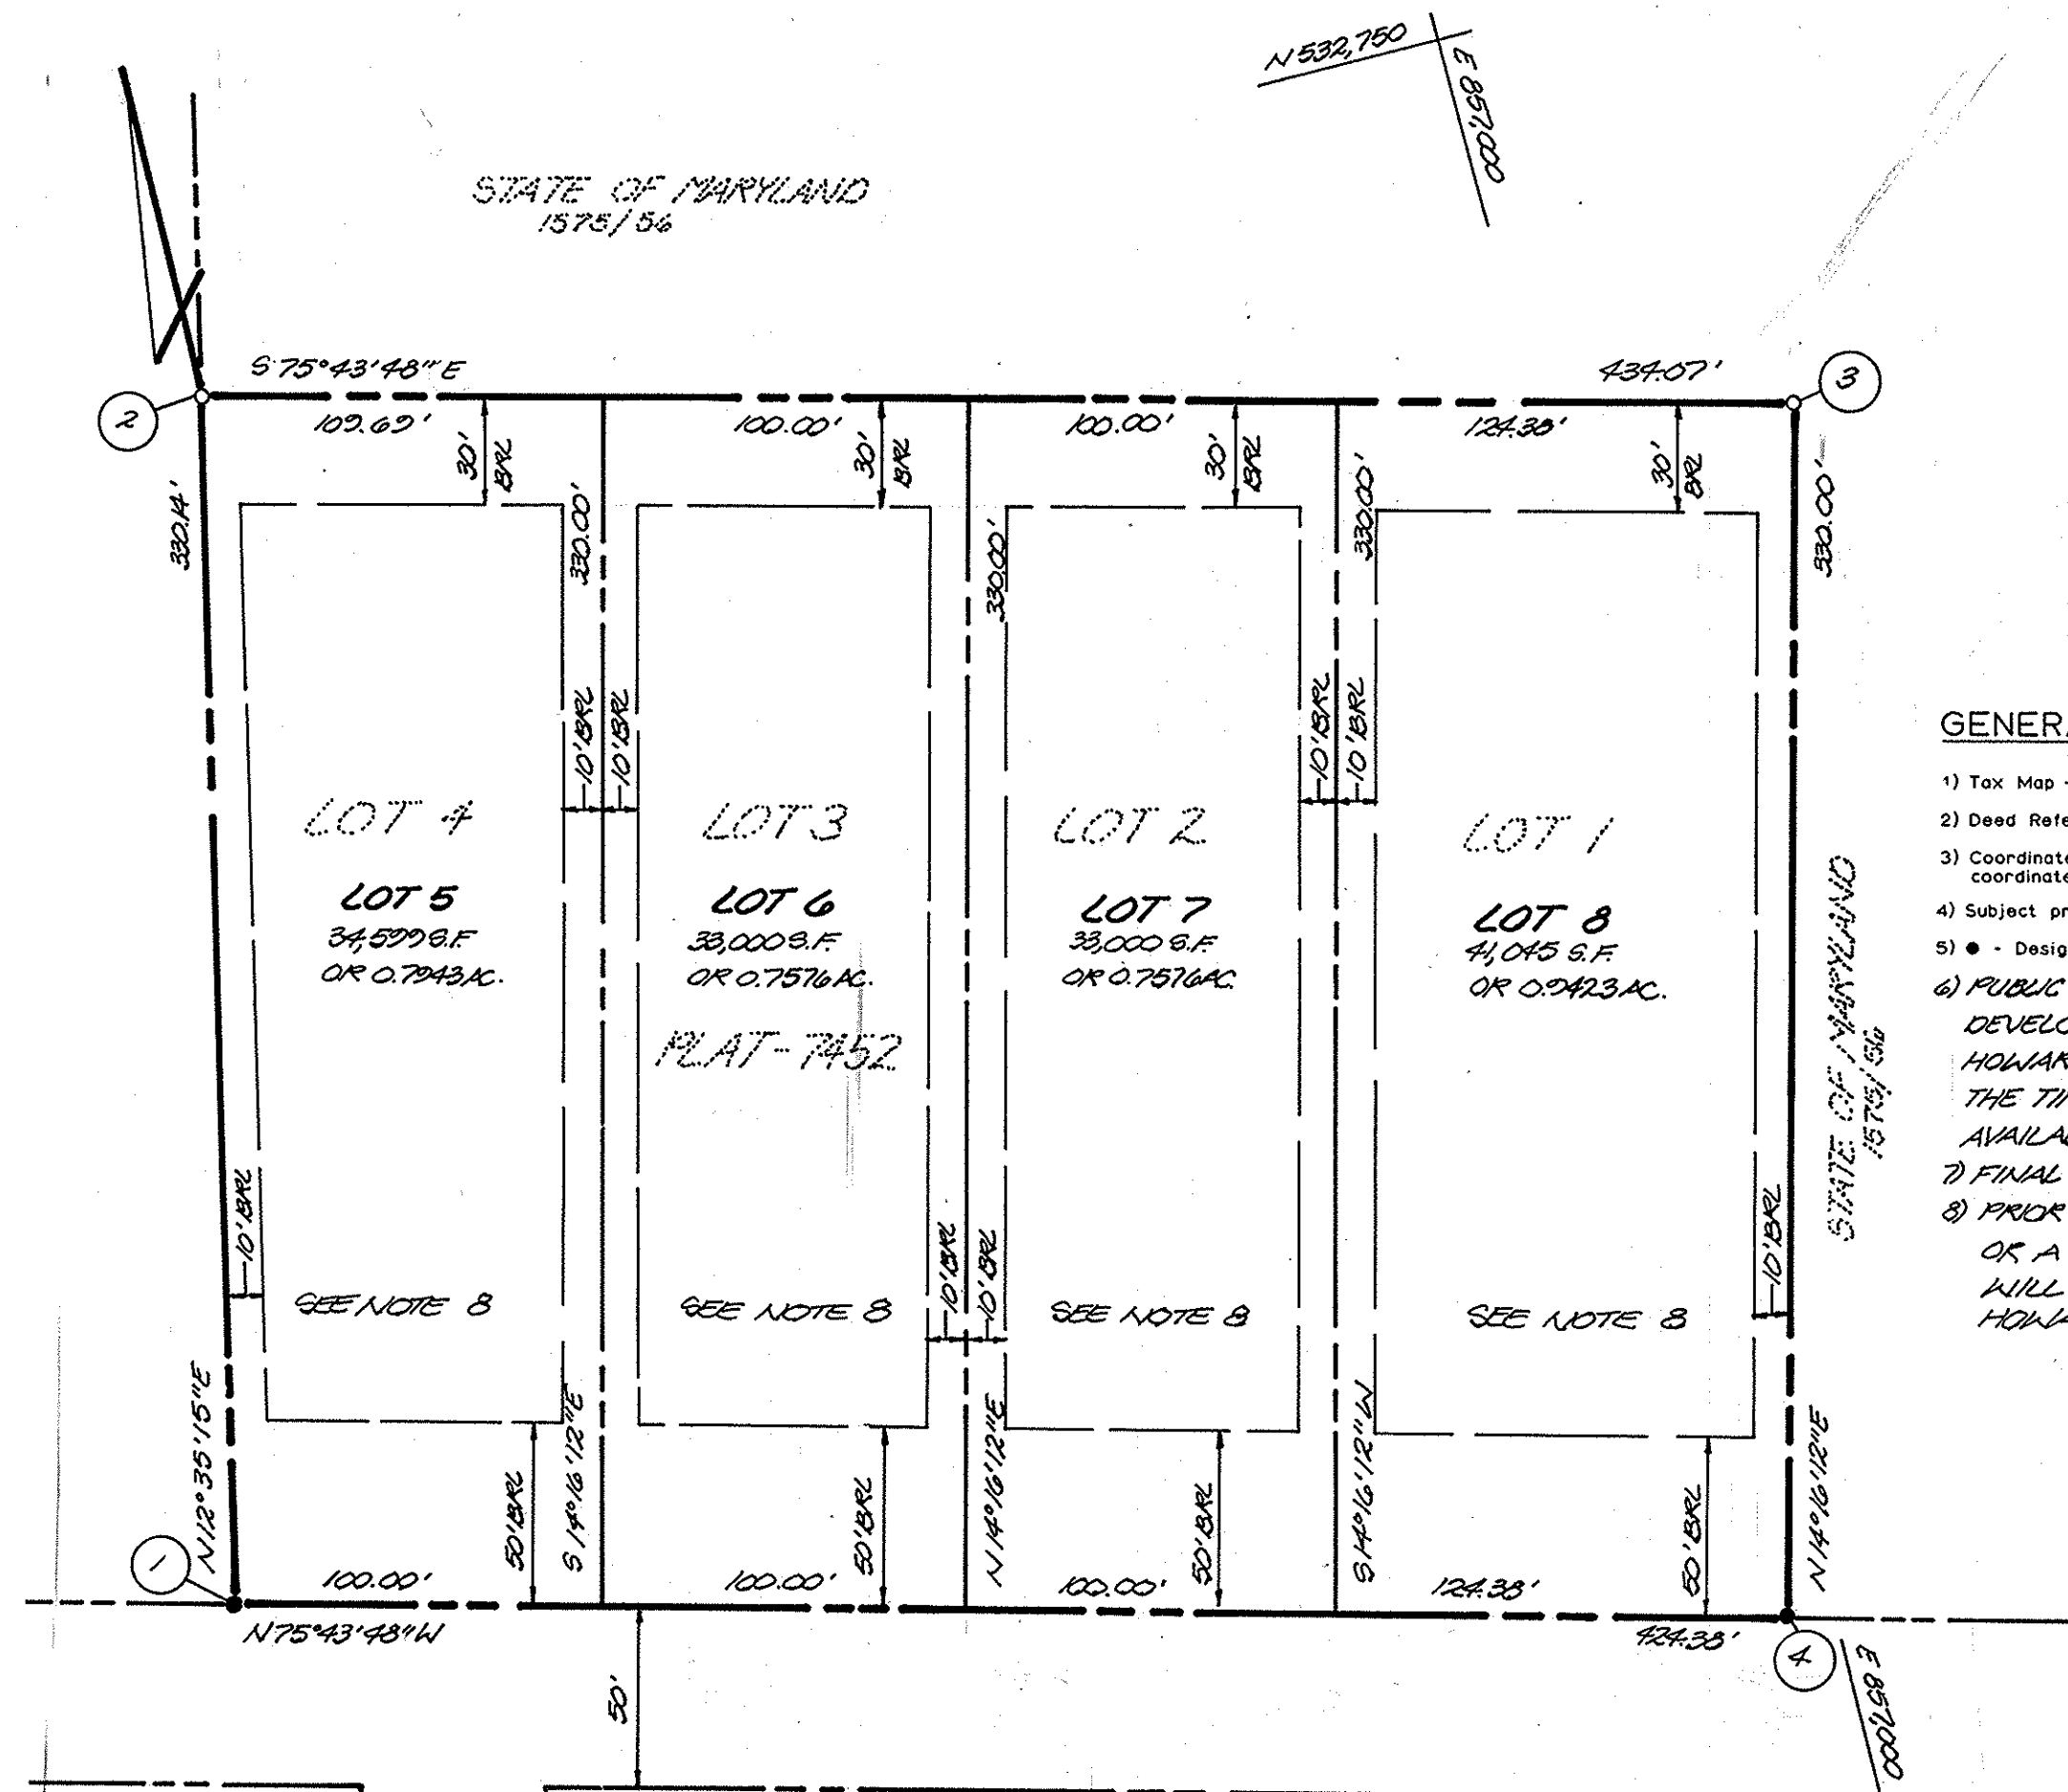 N 532,750
E 857,000
STATE OF MARYLAND
1575/56
S 75°43'48" E
434.07'
3
2
109.69'
100.00'
100.00'
124.38'
30'
BRL
30'
BRL
30'
BRL
30'
BRL
330.14'
330.00'
330.00'
330.00'
330.00'
10' BRL
10' BRL
10' BRL
10' BRL
LOT 4
LOT 3
LOT 2
LOT 1
LOT 5
34,599 S.F.
OR 0.7943 AC.
LOT 6
33,000 S.F.
OR 0.7576 AC.
LOT 7
33,000 S.F.
OR 0.7576 AC.
LOT 8
41,045 S.F.
OR 0.9423 AC.
PLAT-7452
STATE OF MARYLAND
1575/56
GENERA
1) Tax Map -
2) Deed Refe
3) Coordinate
coordinate
4) Subject pr
5) ● - Desig
6) PUBLIC
DEVELO
HOWAR
THE TIM
AVAILAB
7) FINAL
8) PRIOR
OR A
WILL
HOWA
10' BRL
10' BRL
10' BRL
10' BRL
SEE NOTE 8
SEE NOTE 8
SEE NOTE 8
SEE NOTE 8
N 12°35'15" E
50' BRL
S 14°16'12" E
50' BRL
N 14°16'12" E
50' BRL
S 14°16'12" W
50' BRL
N 14°16'12" E
1
100.00'
100.00'
100.00'
124.38'
N 75°43'48" W
424.38'
4
50'
E 857,000